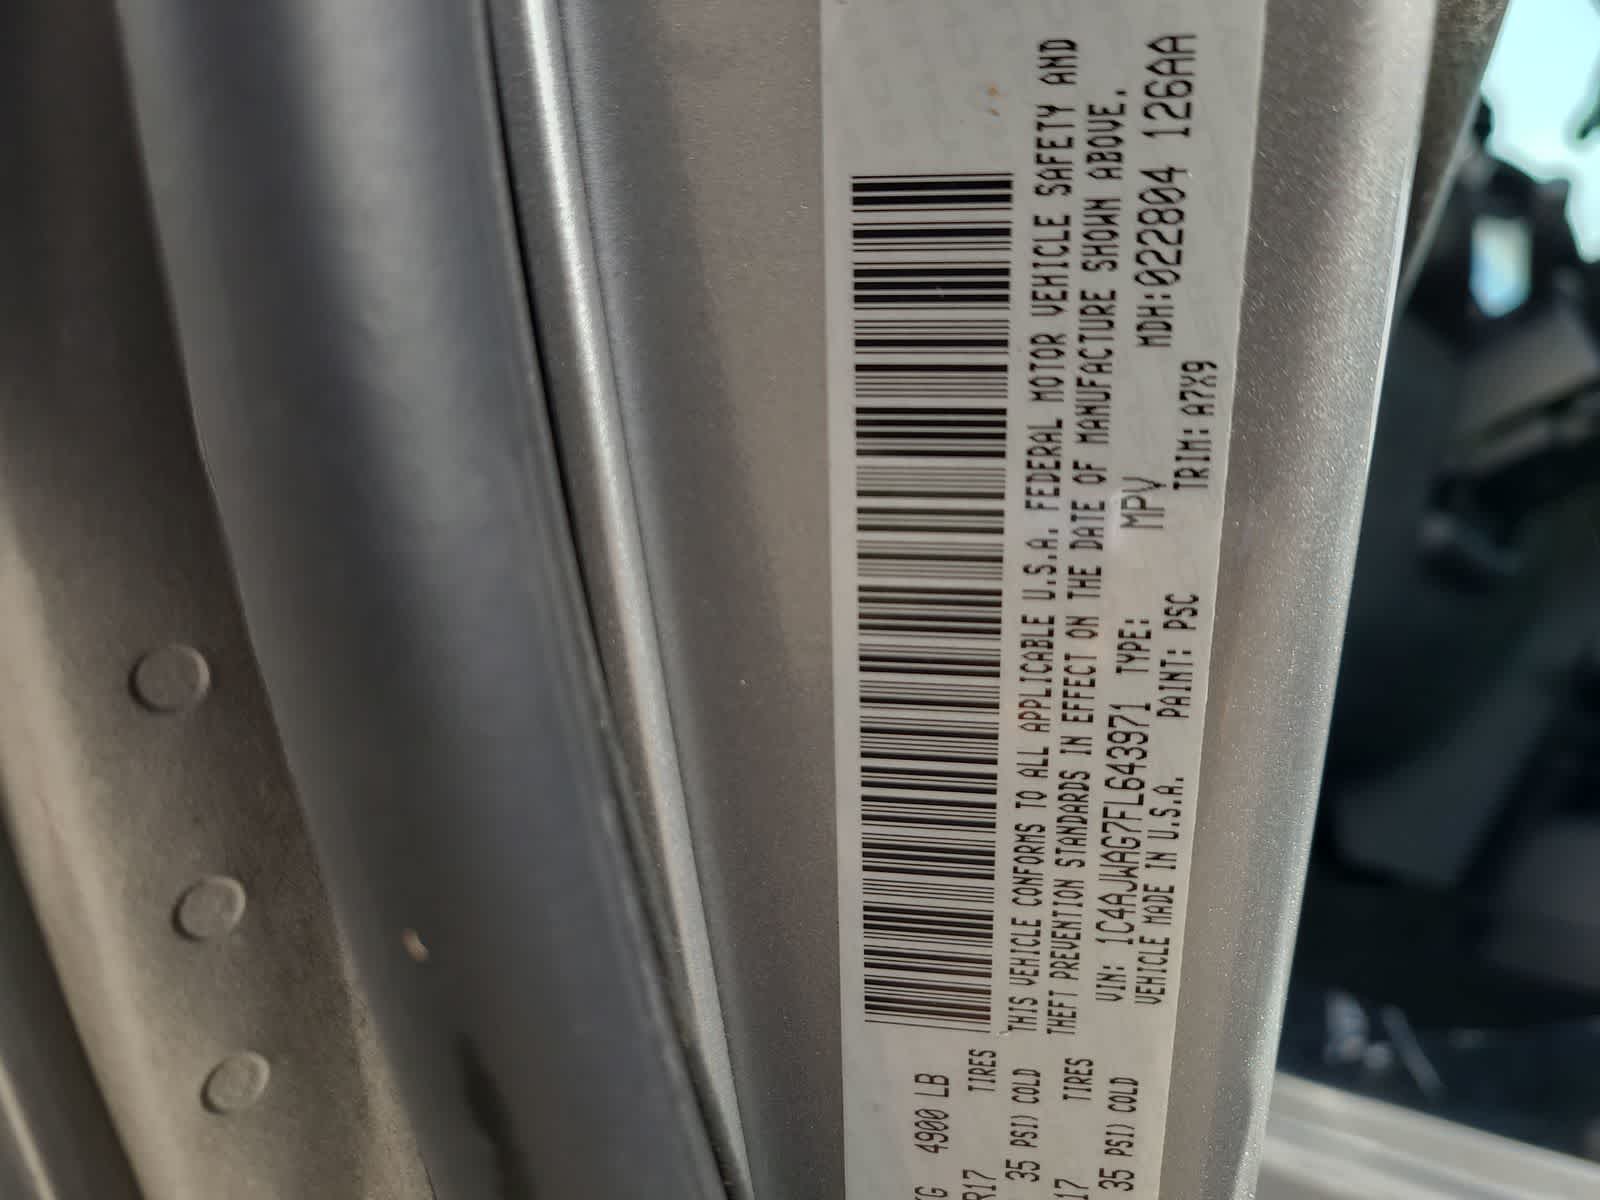 4900 LB
R17 TIRES
35 PSI) COLD
17 TIRES
35 PSI) COLD
THIS VEHICLE CONFORMS TO ALL APPLICABLE U.S.A. FEDERAL MOTOR VEHICLE SAFETY AND
THEFT PREVENTION STANDARDS IN EFFECT ON THE DATE OF MANUFACTURE SHOWN ABOVE.
VIN: 1C4AJWAG7FL643971 TYPE: MPV MDH:022804 126AA
VEHICLE MADE IN U.S.A. PAINT: PSC TRIM:A7X9